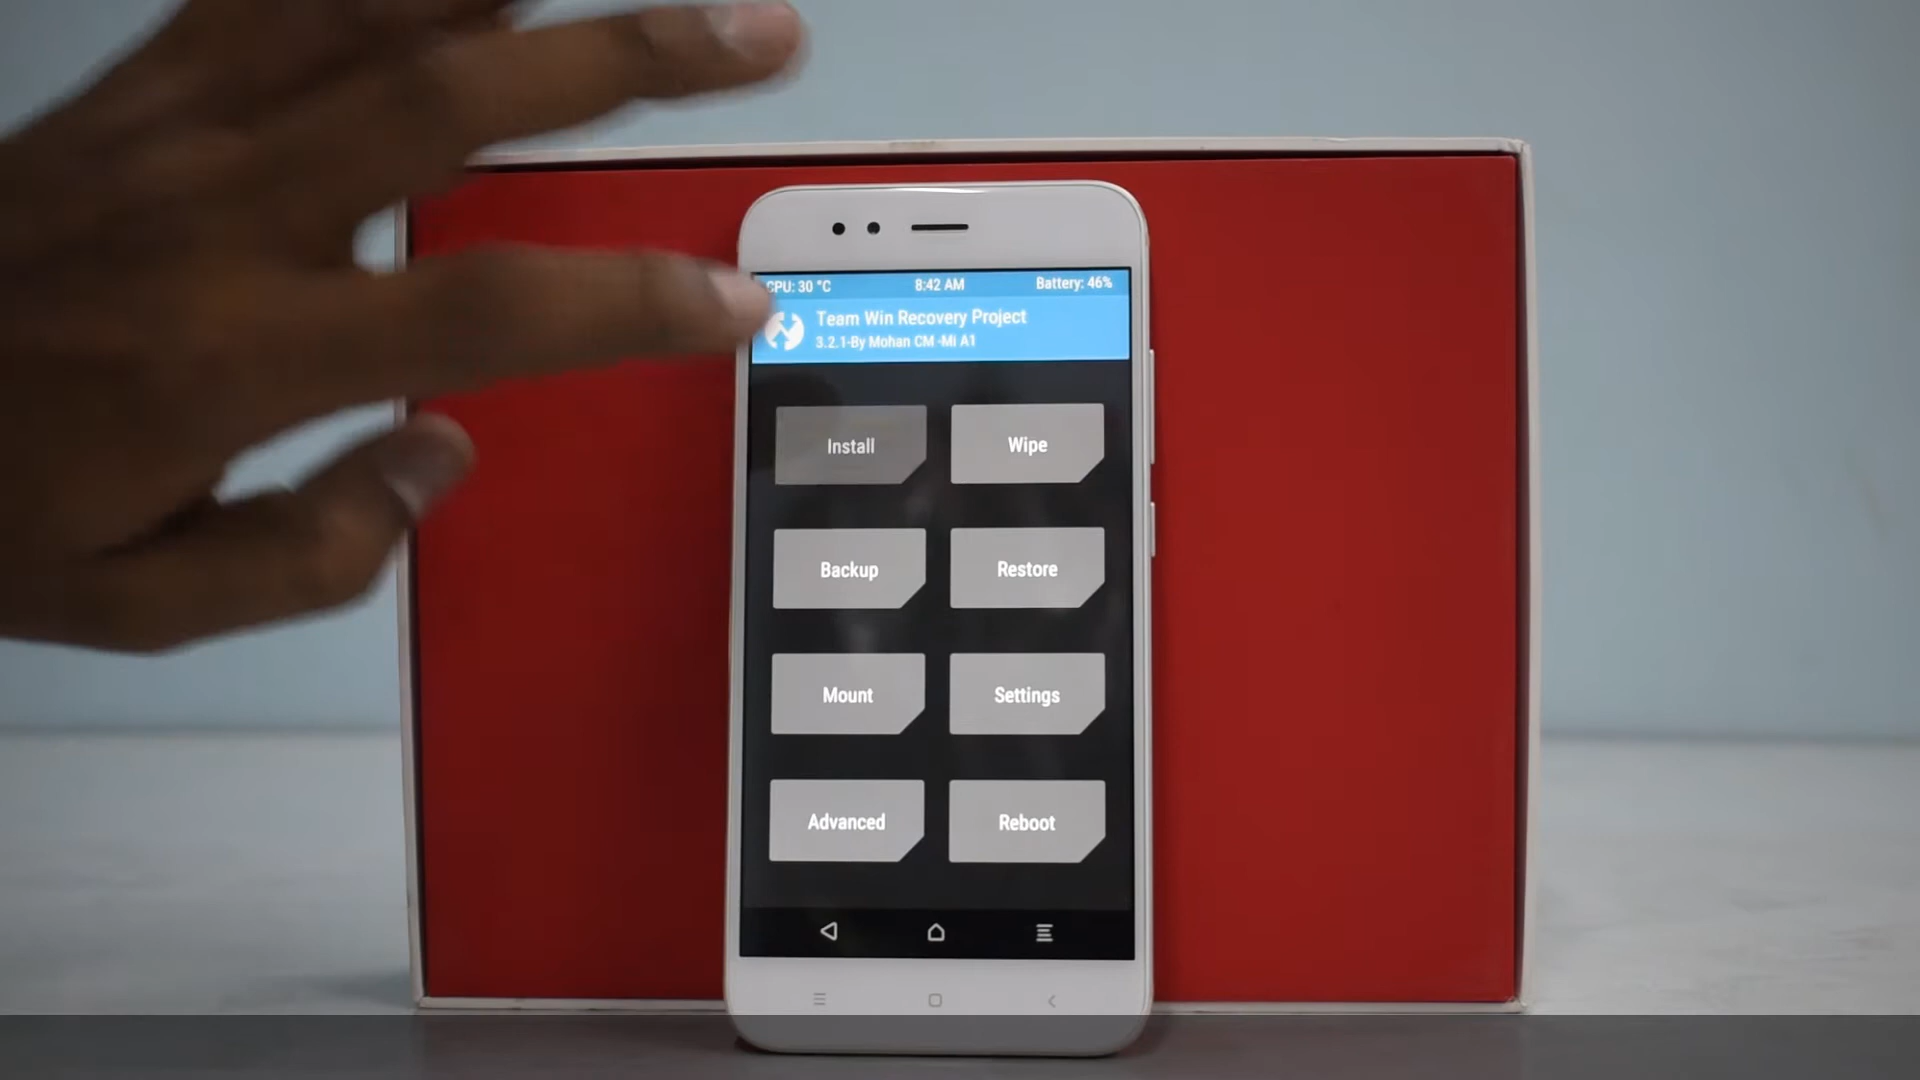 CPU: 30 °C 8:42 AM Battery: 46%
Team Win Recovery Project
3.2.1-By Mohan CM -Mi A1
Install Wipe
Backup Restore
Mount Settings
Advanced Reboot